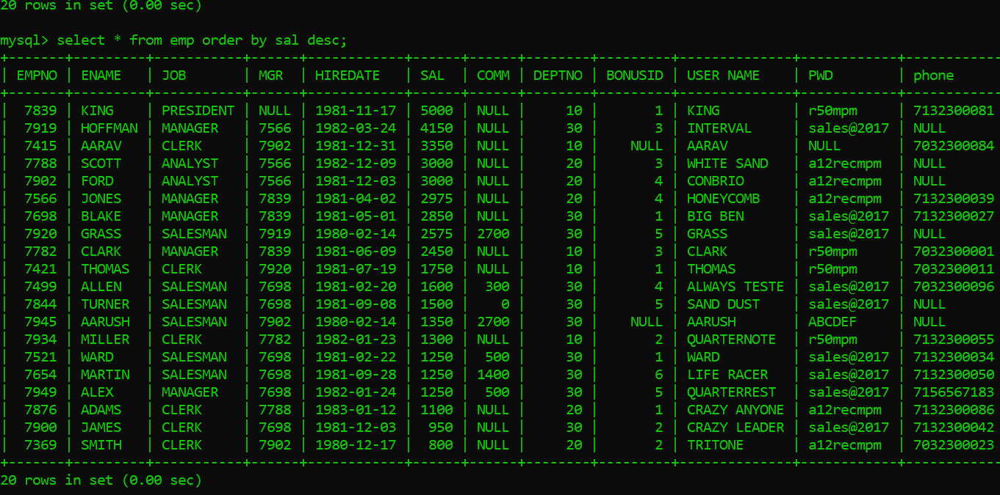 20 rows in set (0.00 sec)
mysql> select * from emp order by sal desc;
+-------+---------+-----------+------+------------+------+------+--------+---------+--------------+------------+-----------
| EMPNO | ENAME   | JOB       | MGR  | HIREDATE   | SAL  | COMM | DEPTNO | BONUSID | USER NAME    | PWD        | phone
+-------+---------+-----------+------+------------+------+------+--------+---------+--------------+------------+-----------
|  7839 | KING    | PRESIDENT | NULL | 1981-11-17 | 5000 | NULL |     10 |       1 | KING         | r50mpm     | 7132300081
|  7919 | HOFFMAN | MANAGER   | 7566 | 1982-03-24 | 4150 | NULL |     30 |       3 | INTERVAL     | sales@2017 | NULL
|  7415 | AARAV   | CLERK     | 7902 | 1981-12-31 | 3350 | NULL |     10 |    NULL | AARAV        | NULL       | 7032300084
|  7788 | SCOTT   | ANALYST   | 7566 | 1982-12-09 | 3000 | NULL |     20 |       3 | WHITE SAND   | a12recmpm  | NULL
|  7902 | FORD    | ANALYST   | 7566 | 1981-12-03 | 3000 | NULL |     20 |       4 | CONBRIO      | a12recmpm  | NULL
|  7566 | JONES   | MANAGER   | 7839 | 1981-04-02 | 2975 | NULL |     20 |       4 | HONEYCOMB    | a12recmpm  | 7132300039
|  7698 | BLAKE   | MANAGER   | 7839 | 1981-05-01 | 2850 | NULL |     30 |       1 | BIG BEN      | sales@2017 | 7132300027
|  7920 | GRASS   | SALESMAN  | 7919 | 1980-02-14 | 2575 | 2700 |     30 |       5 | GRASS        | sales@2017 | NULL
|  7782 | CLARK   | MANAGER   | 7839 | 1981-06-09 | 2450 | NULL |     10 |       3 | CLARK        | r50mpm     | 7032300001
|  7421 | THOMAS  | CLERK     | 7920 | 1981-07-19 | 1750 | NULL |     10 |       1 | THOMAS       | r50mpm     | 7032300011
|  7499 | ALLEN   | SALESMAN  | 7698 | 1981-02-20 | 1600 |  300 |     30 |       4 | ALWAYS TESTE | sales@2017 | 7032300096
|  7844 | TURNER  | SALESMAN  | 7698 | 1981-09-08 | 1500 |    0 |     30 |       5 | SAND DUST    | sales@2017 | NULL
|  7945 | AARUSH  | SALESMAN  | 7902 | 1980-02-14 | 1350 | 2700 |     30 |    NULL | AARUSH       | ABCDEF     | NULL
|  7934 | MILLER  | CLERK     | 7782 | 1982-01-23 | 1300 | NULL |     10 |       2 | QUARTERNOTE  | r50mpm     | 7132300055
|  7521 | WARD    | SALESMAN  | 7698 | 1981-02-22 | 1250 |  500 |     30 |       1 | WARD         | sales@2017 | 7132300034
|  7654 | MARTIN  | SALESMAN  | 7698 | 1981-09-28 | 1250 | 1400 |     30 |       6 | LIFE RACER   | sales@2017 | 7132300050
|  7949 | ALEX    | MANAGER   | 7698 | 1982-01-24 | 1250 |  500 |     30 |       5 | QUARTERREST  | sales@2017 | 7156567183
|  7876 | ADAMS   | CLERK     | 7788 | 1983-01-12 | 1100 | NULL |     20 |       1 | CRAZY ANYONE | a12recmpm  | 7132300086
|  7900 | JAMES   | CLERK     | 7698 | 1981-12-03 |  950 | NULL |     30 |       2 | CRAZY LEADER | sales@2017 | 7132300042
|  7369 | SMITH   | CLERK     | 7902 | 1980-12-17 |  800 | NULL |     20 |       2 | TRITONE      | a12recmpm  | 7032300023
+-------+---------+-----------+------+------------+------+------+--------+---------+--------------+------------+-----------
20 rows in set (0.00 sec)